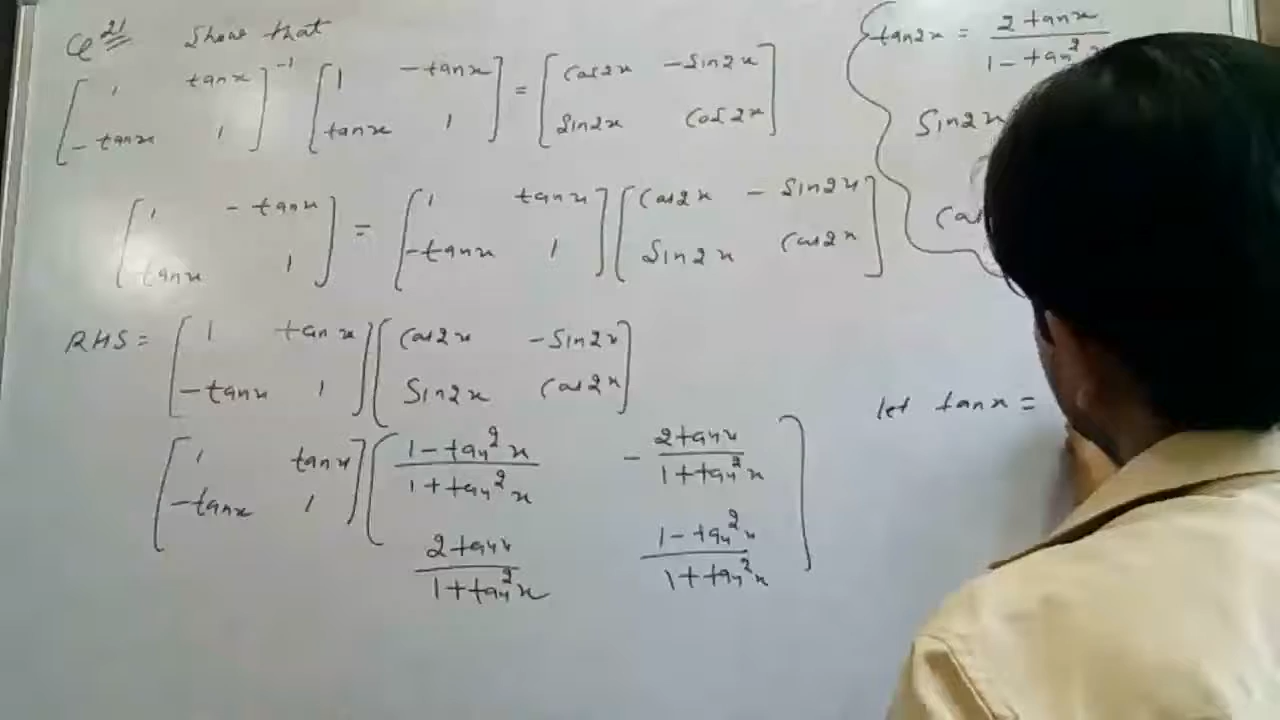 Q 21 Show that
[1 tanx; -tanx 1]⁻¹ [1 -tanx; tanx 1] = [Cos2x -Sin2x; Sin2x Cos2x]
[1 -tanx; tanx 1] = [1 tanx; -tanx 1] [Cos2x -Sin2x; Sin2x Cos2x]
RHS = [1 tanx; -tanx 1] [Cos2x -Sin2x; Sin2x Cos2x]
[1 tanx; -tanx 1] [(1-tan²x)/(1+tan²x) -(2tanx)/(1+tan²x); (2tanx)/(1+tan²x) (1-tan²x)/(1+tan²x)]
tan2x = (2tanx)/(1-tan²x)
Sin2x
let tanx =